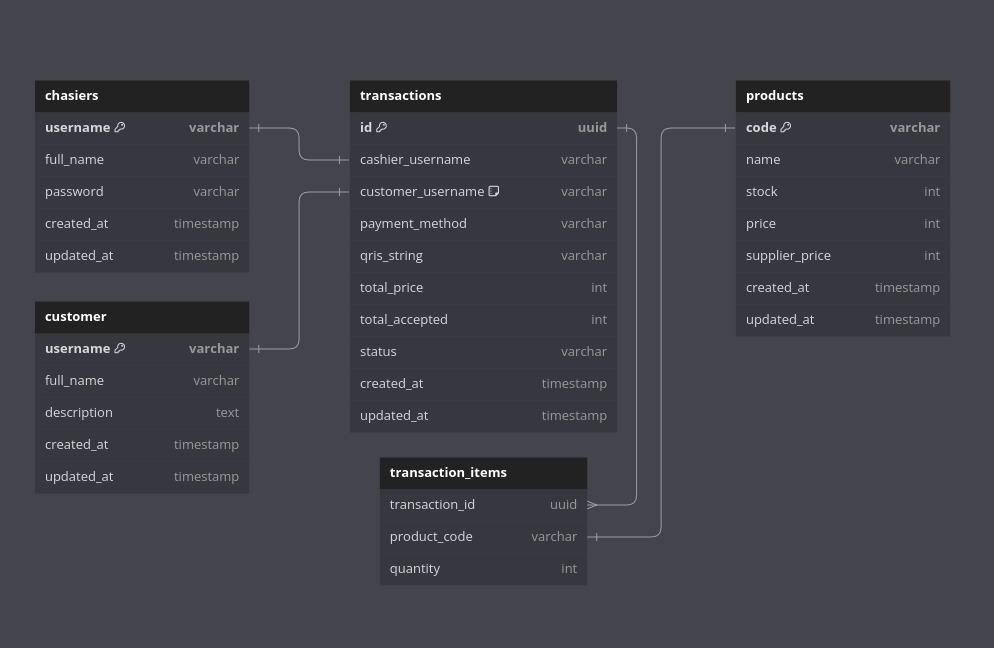 chasiers
username varchar
full_name varchar
password varchar
created_at timestamp
updated_at timestamp
customer
username varchar
full_name varchar
description text
created_at timestamp
updated_at timestamp
transactions
id uuid
cashier_username varchar
customer_username varchar
payment_method varchar
qris_string varchar
total_price int
total_accepted int
status varchar
created_at timestamp
updated_at timestamp
transaction_items
transaction_id uuid
product_code varchar
quantity int
products
code varchar
name varchar
stock int
price int
supplier_price int
created_at timestamp
updated_at timestamp